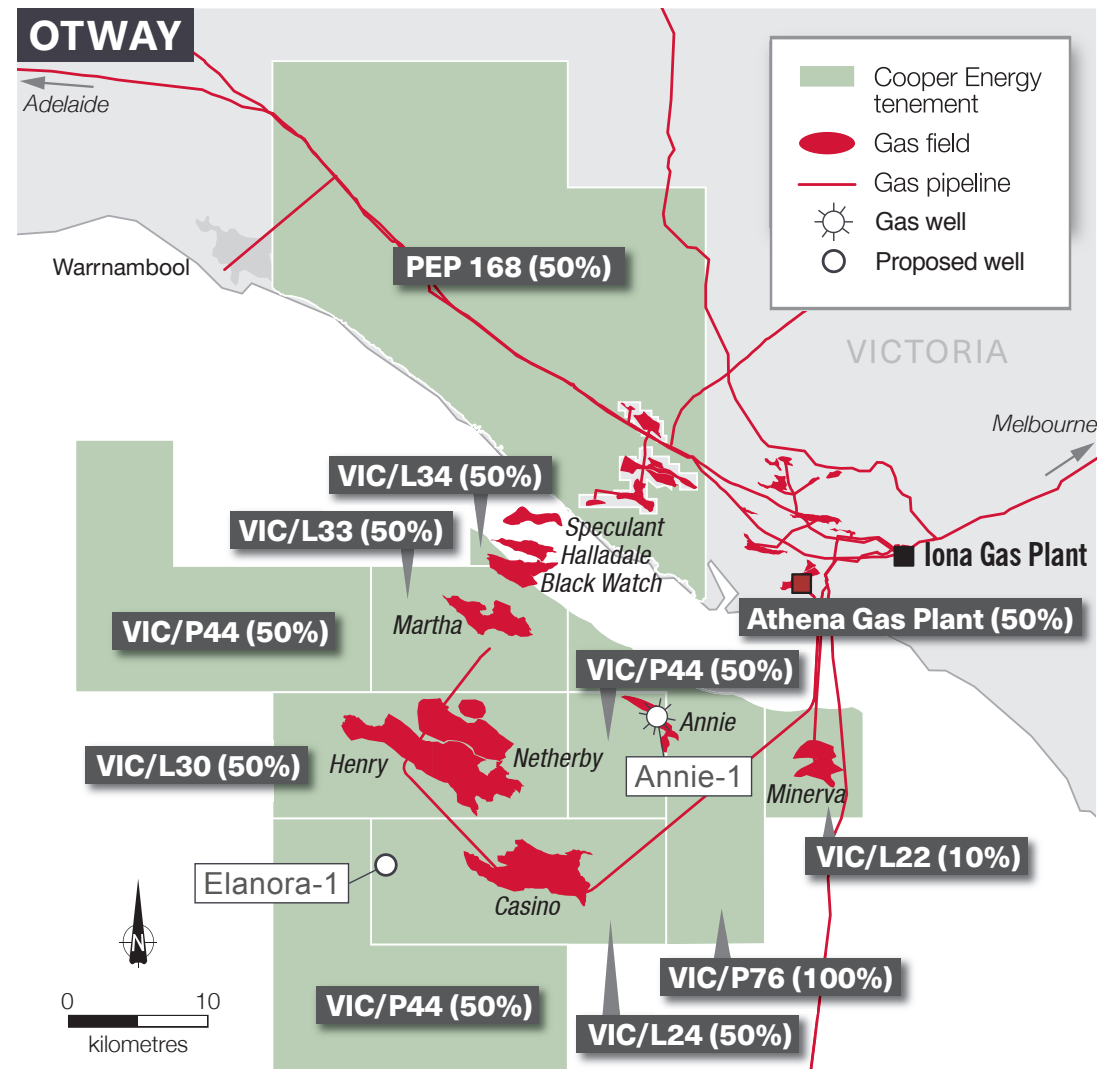 OTWAY
Adelaide
Cooper Energy
tenement
Gas field
Gas pipeline
Gas well
Proposed well
Warrnambool
PEP 168 (50%)
VICTORIA
Melbourne
VIC/L34 (50%)
VIC/L33 (50%)
Speculant
Halladale
Black Watch
Iona Gas Plant
Martha
VIC/P44 (50%)
Athena Gas Plant (50%)
VIC/P44 (50%)
Annie
VIC/L30 (50%)
Henry
Netherby
Annie-1
Minerva
VIC/L22 (10%)
Elanora-1
Casino
N
VIC/P76 (100%)
VIC/P44 (50%)
VIC/L24 (50%)
0 10
kilometres